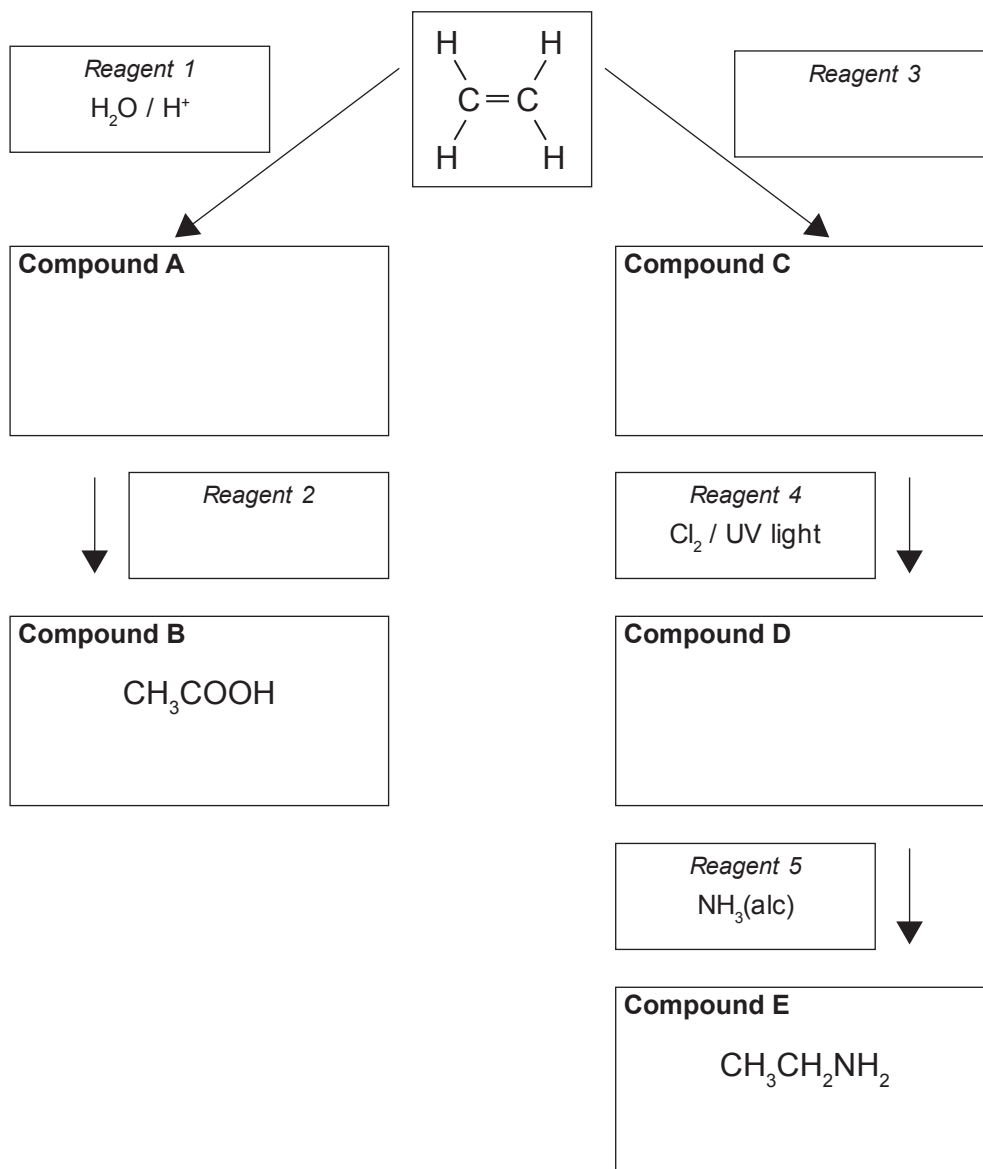 Reagent 1
H₂O / H⁺
H H
C=C
H H
Reagent 3
Compound A
Compound C
Reagent 2
Reagent 4
Cl₂ / UV light
Compound B
CH₃COOH
Compound D
Reagent 5
NH₃(alc)
Compound E
CH₃CH₂NH₂